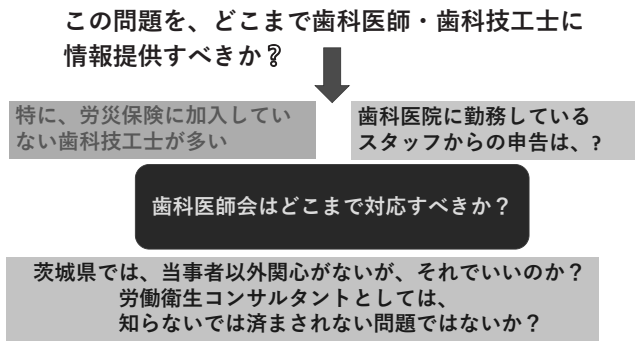 この問題を、どこまで歯科医師・歯科技工士に
情報提供すべきか?
特に、労災保険に加入してい
ない歯科技工士が多い
歯科医院に勤務している
スタッフからの申告は、?
歯科医師会はどこまで対応すべきか?
茨城県では、当事者以外関心がないが、それでいいのか?
労働衛生コンサルタントとしては、
知らないでは済まされない問題ではないか?